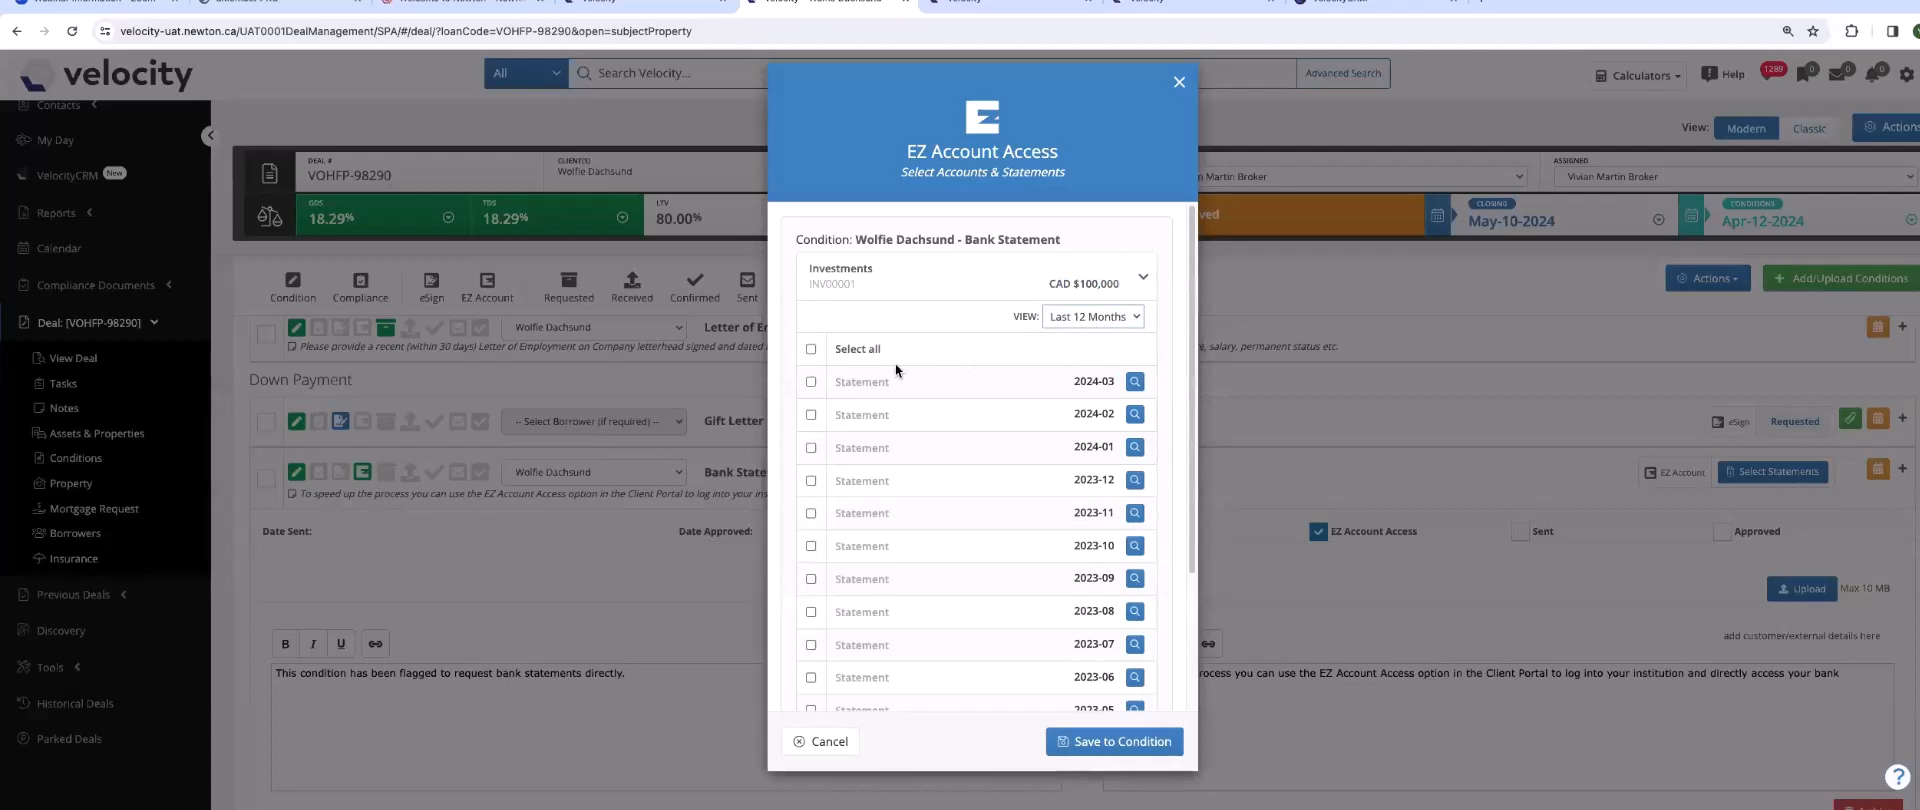 velocity-uat.newton.ca/UAT0001DealManagement/SPA/#/deal/?loanCode=VOHFP-98290&open=subjectProperty
velocity
All
Search Velocity...
Advanced Search
Calculators
Help
1289
0
0
0
Contacts
My Day
VelocityCRM New
Reports
Calendar
Compliance Documents
Deal: [VOHFP-98290]
View Deal
Tasks
Notes
Assets & Properties
Conditions
Property
Mortgage Request
Borrowers
Insurance
Previous Deals
Discovery
Tools
Historical Deals
Parked Deals
View:
Modern
Classic
Actions
DEAL #
VOHFP-98290
CLIENT(S)
Wolfie Dachsund
Martin Broker
ASSIGNED
Vivian Martin Broker
GDS
18.29%
TDS
18.29%
LTV
80.00%
CLOSING
May-10-2024
CONDITIONS
Apr-12-2024
Condition
Compliance
eSign
EZ Account
Requested
Received
Confirmed
Sent
Actions
Add/Upload Conditions
Wolfie Dachsund
Letter of E
Please provide a recent (within 30 days) Letter of Employment on Company letterhead signed and dated
, salary, permanent status etc.
Down Payment
-- Select Borrower (if required) --
Gift Letter
eSign
Requested
Wolfie Dachsund
Bank State
EZ Account
Select Statements
To speed up the process you can use the EZ Account Access option in the Client Portal to log into your ins
Date Sent:
Date Approved:
EZ Account Access
Sent
Approved
Upload
Max 10 MB
add customer/external details here
B I U
This condition has been flagged to request bank statements directly.
rocess you can use the EZ Account Access option in the Client Portal to log into your institution and directly access your bank
EZ
EZ Account Access
Select Accounts & Statements
Condition: Wolfie Dachsund - Bank Statement
Investments
INV00001
CAD $100,000
VIEW: Last 12 Months
Select all
Statement 2024-03
Statement 2024-02
Statement 2024-01
Statement 2023-12
Statement 2023-11
Statement 2023-10
Statement 2023-09
Statement 2023-08
Statement 2023-07
Statement 2023-06
Statement 2023-05
Cancel
Save to Condition
?